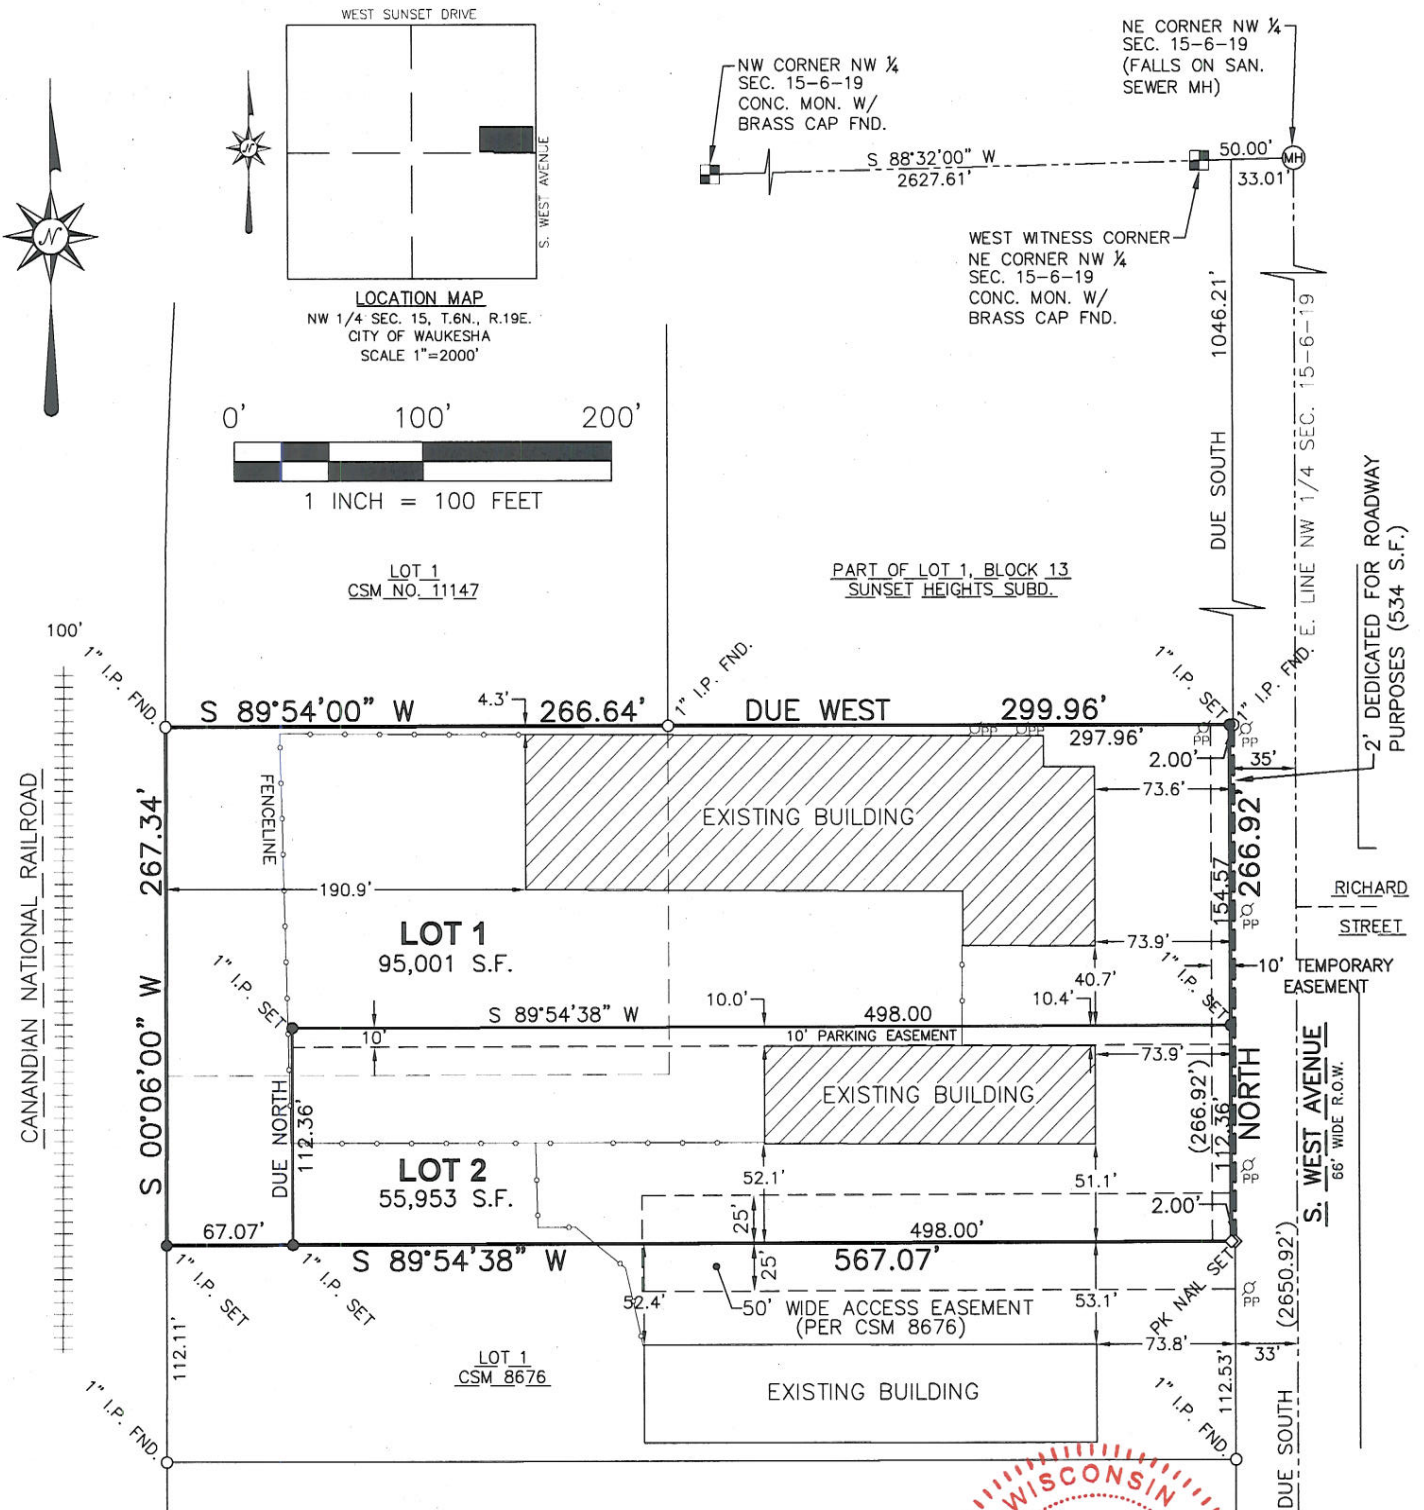 WEST SUNSET DRIVE
N
S. WEST AVENUE
LOCATION MAP
NW 1/4 SEC. 15, T.6N., R.19E.
CITY OF WAUKESHA
SCALE 1"=2000'
N
NW CORNER NW ¼
SEC. 15-6-19
CONC. MON. W/
BRASS CAP FND.
NE CORNER NW ¼
SEC. 15-6-19
(FALLS ON SAN.
SEWER MH)
S 88°32'00" W
2627.61'
50.00'
MH
33.01'
WEST WITNESS CORNER
NE CORNER NW ¼
SEC. 15-6-19
CONC. MON. W/
BRASS CAP FND.
DUE SOUTH 1046.21'
E. LINE NW 1/4 SEC. 15-6-19
0' 100' 200'
1 INCH = 100 FEET
LOT 1
CSM NO. 11147
PART OF LOT 1, BLOCK 13
SUNSET HEIGHTS SUBD.
2' DEDICATED FOR ROADWAY
PURPOSES (534 S.F.)
100'
CANANDIAN NATIONAL RAILROAD
1" I.P. FND.
1" I.P. FND.
1" I.P. SET
1" I.P. FND.
S 89°54'00" W
4.3'
266.64'
DUE WEST
299.96'
PP
PP
297.96'
PP
PP
2.00'
35'
FENCELINE
EXISTING BUILDING
73.6'
S 00°06'00" W 267.34'
266.92'
154.57
190.9'
PP
RICHARD
STREET
LOT 1
95,001 S.F.
73.9'
10' TEMPORARY
EASEMENT
1" I.P. SET
1" I.P. SET
40.7'
10.0'
10.4'
S 89°54'38" W
498.00
10' PARKING EASEMENT
10'
73.9'
EXISTING BUILDING
NORTH
(266.92')
112.36'
S. WEST AVENUE
66' WIDE R.O.W.
DUE NORTH
112.36'
LOT 2
55,953 S.F.
52.1'
51.1'
PP
2.00'
25'
67.07'
498.00'
S 89°54'38" W
567.07'
25'
1" I.P. SET
1" I.P. SET
PK NAIL SET
PP
52.4'
50' WIDE ACCESS EASEMENT
(PER CSM 8676)
53.1'
73.8'
33'
112.11'
LOT 1
CSM 8676
EXISTING BUILDING
112.53'
1" I.P. FND.
1" I.P. FND.
DUE SOUTH (2650.92')
WISCONSIN